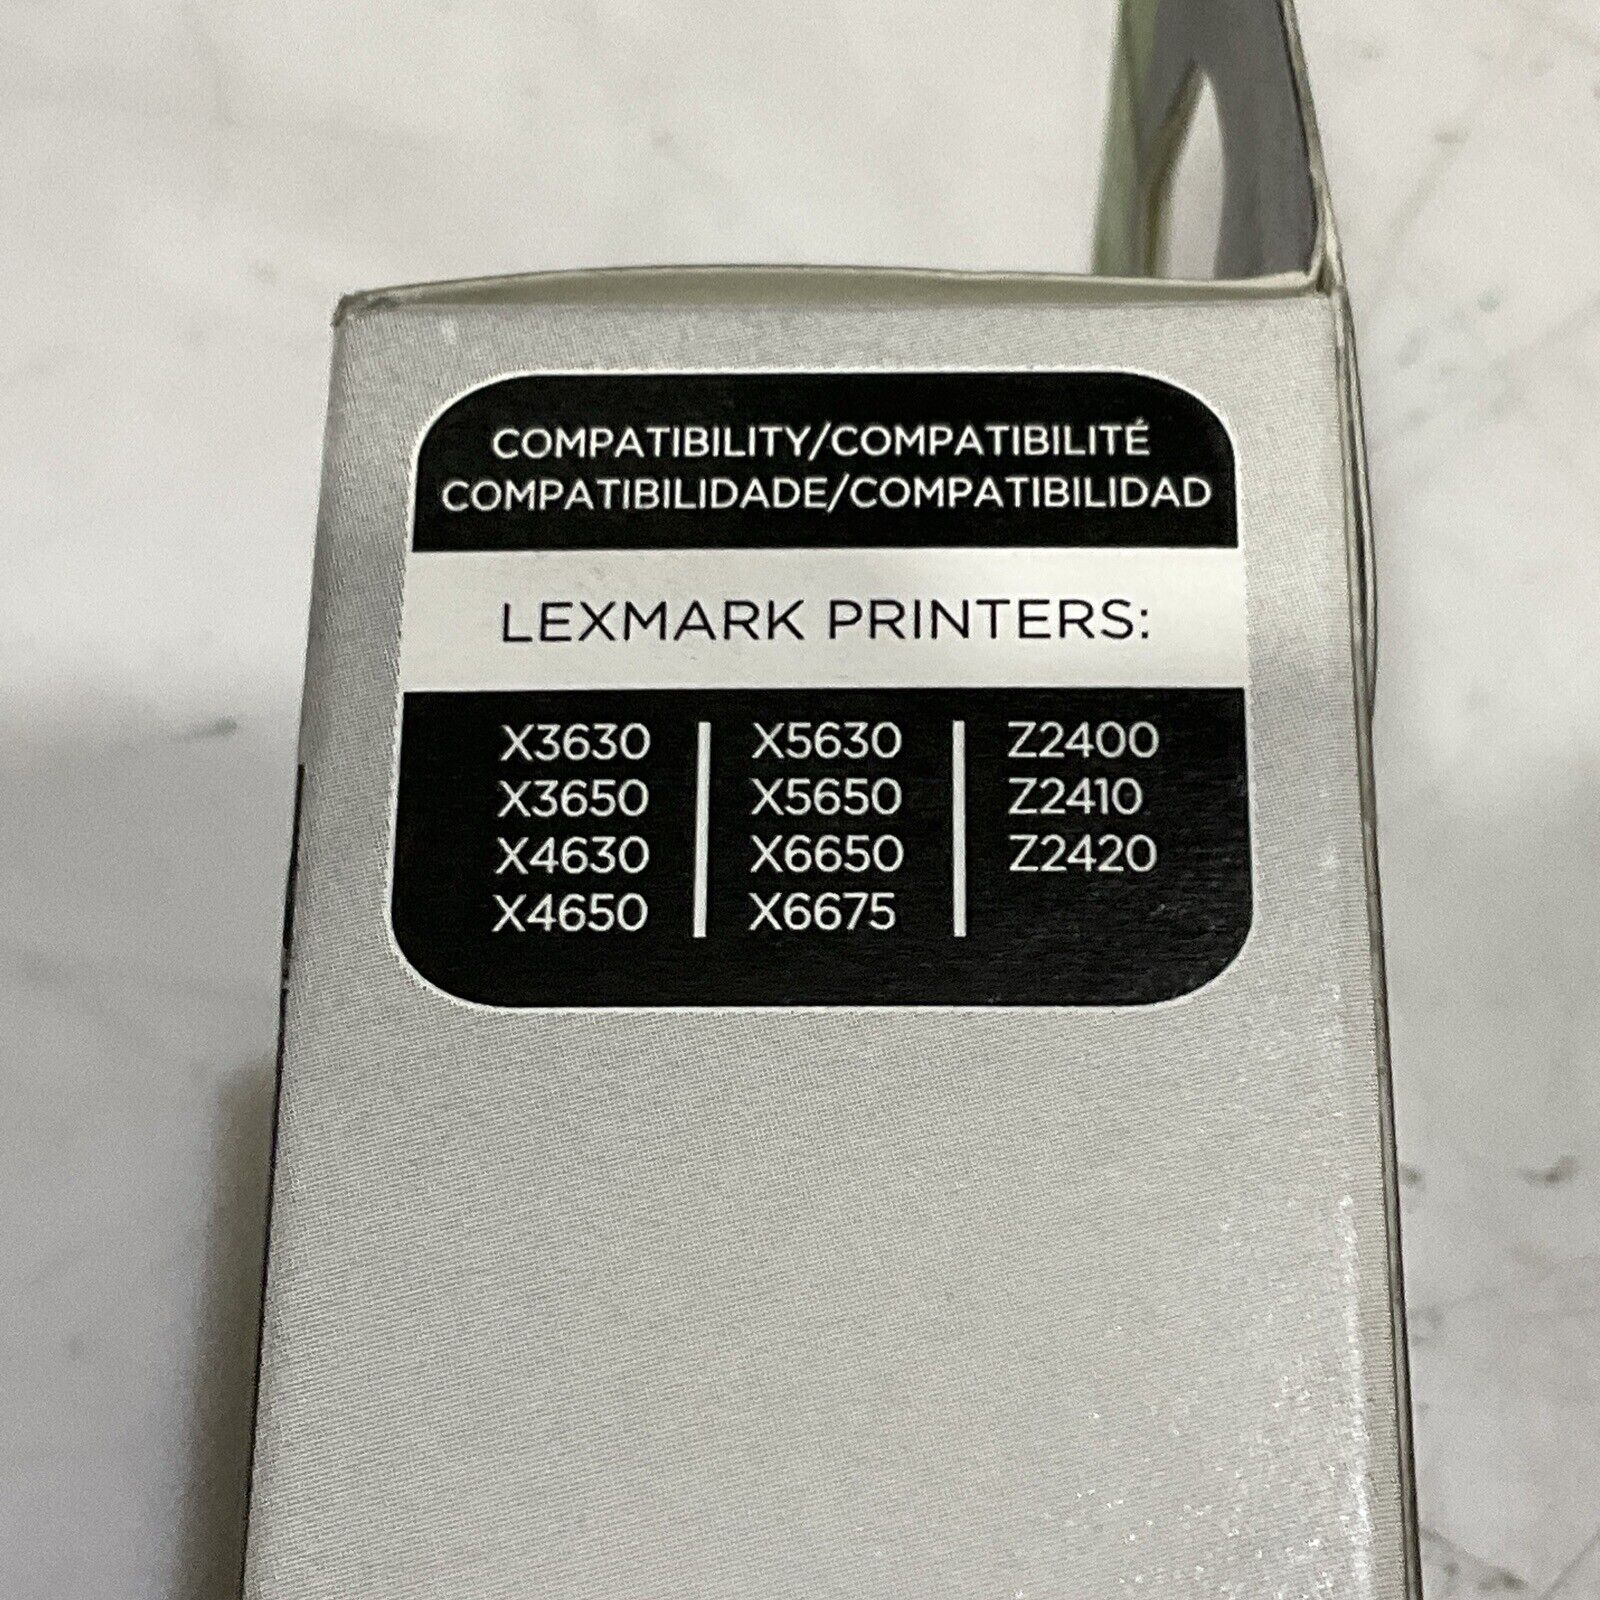 COMPATIBILITY/COMPATIBILITÉ
COMPATIBILIDADE/COMPATIBILIDAD
LEXMARK PRINTERS:
X3630
X3650
X4630
X4650
X5630
X5650
X6650
X6675
Z2400
Z2410
Z2420